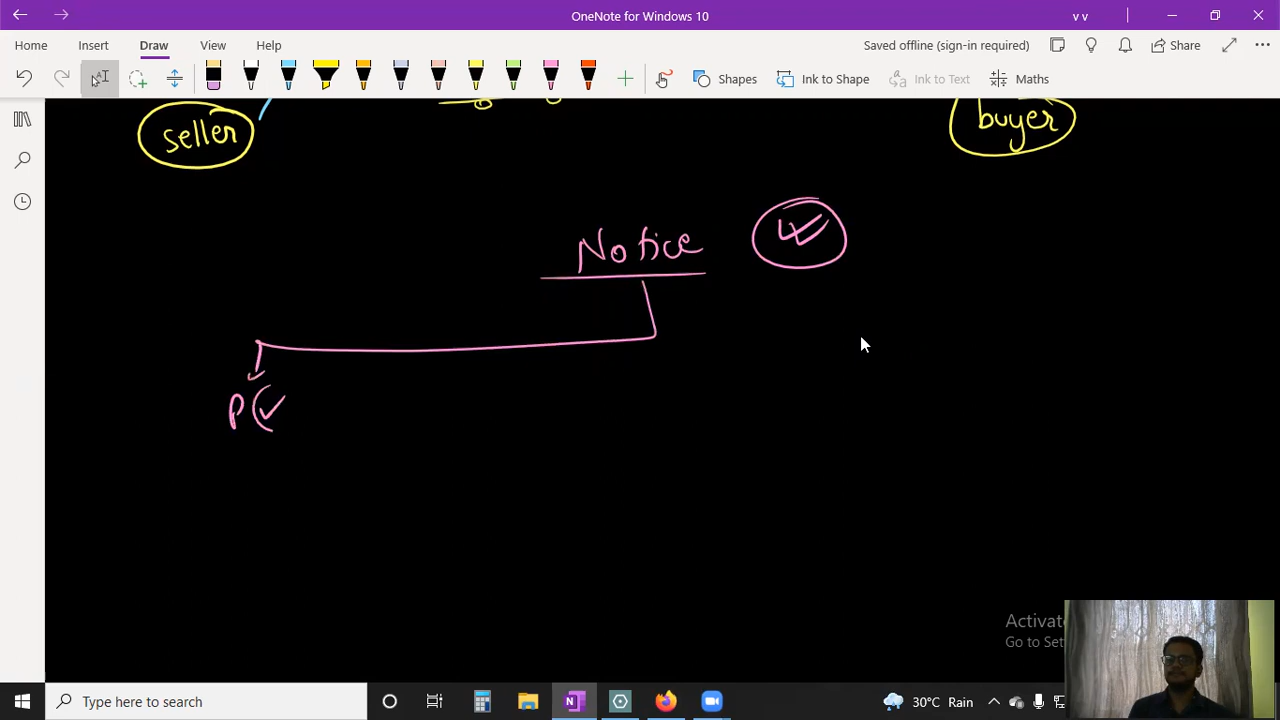 OneNote for Windows 10
v v
Home Insert Draw View Help
Saved offline (sign-in required)
Share
Shapes
Ink to Shape
Ink to Text
Maths
seller
buyer
Notice
P(
Activat
Go to Set
Type here to search
30°C Rain